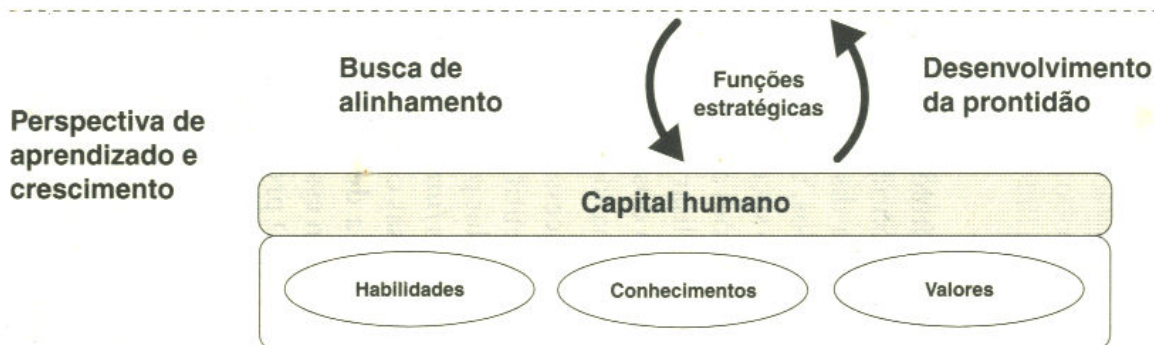 Perspectiva de
aprendizado e
crescimento
Busca de
alinhamento
Funções
estratégicas
Desenvolvimento
da prontidão
Capital humano
Habilidades
Conhecimentos
Valores